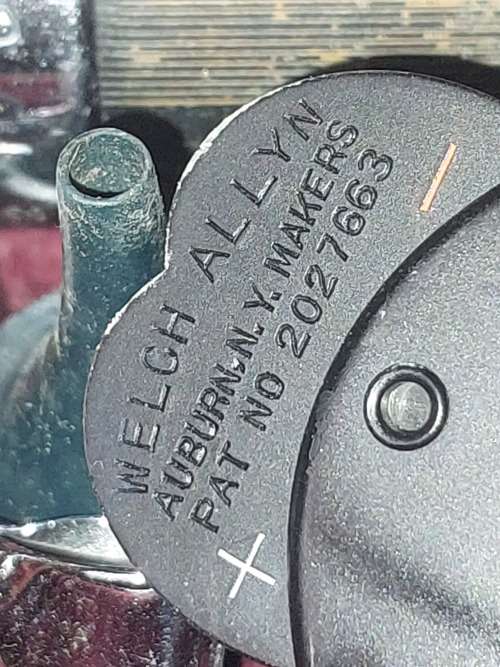 WELCH ALLYN
AUBURN, N.Y. MAKERS
PAT NO 2027663
+
-